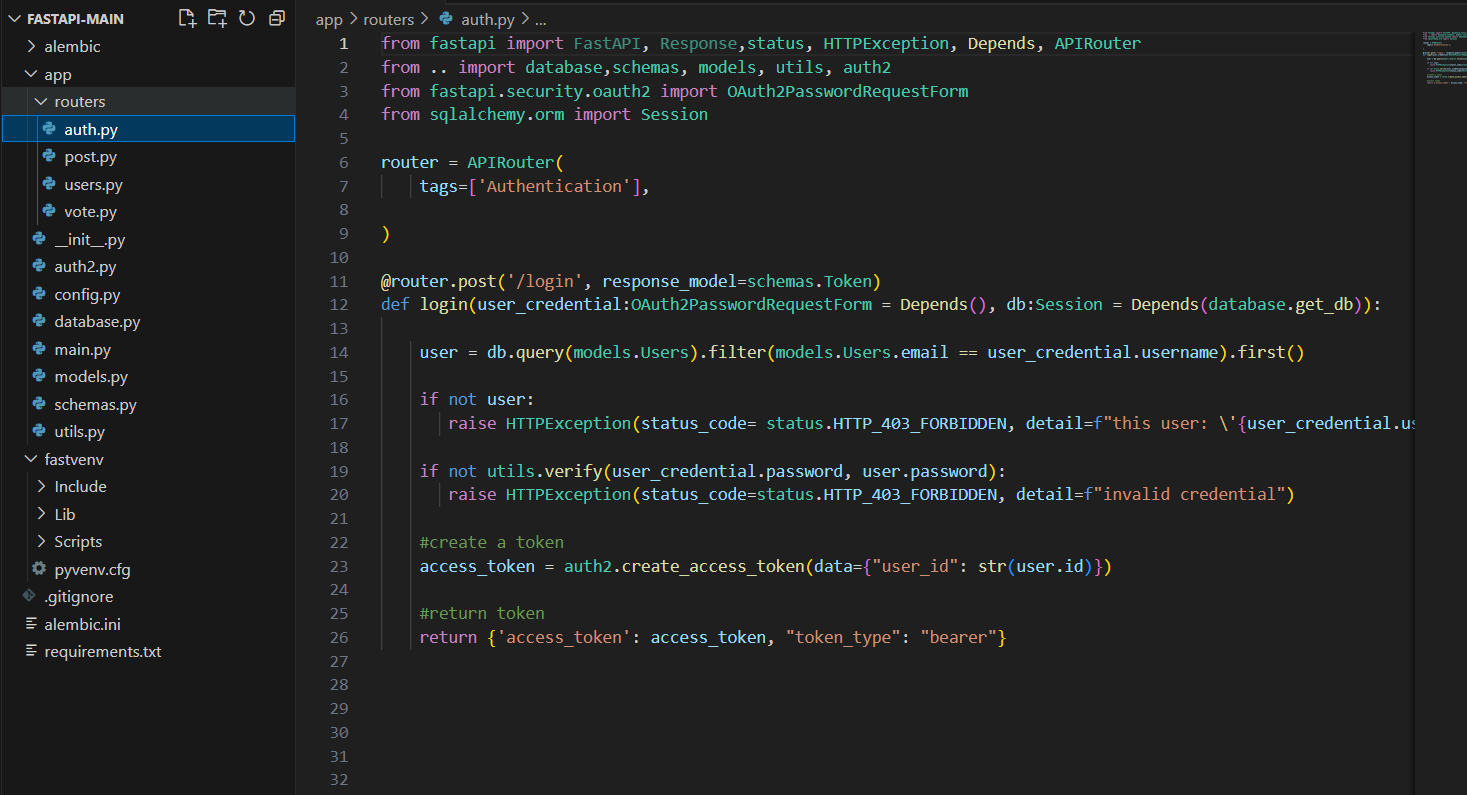 FASTAPI-MAIN
alembic
app
routers
auth.py
post.py
users.py
vote.py
__init__.py
auth2.py
config.py
database.py
main.py
models.py
schemas.py
utils.py
fastvenv
Include
Lib
Scripts
pyvenv.cfg
.gitignore
alembic.ini
requirements.txt
app > routers > auth.py > ...
1 from fastapi import FastAPI, Response,status, HTTPException, Depends, APIRouter
2 from .. import database,schemas, models, utils, auth2
3 from fastapi.security.oauth2 import OAuth2PasswordRequestForm
4 from sqlalchemy.orm import Session
5
6 router = APIRouter(
7     tags=['Authentication'],
8
9 )
10
11 @router.post('/login', response_model=schemas.Token)
12 def login(user_credential:OAuth2PasswordRequestForm = Depends(), db:Session = Depends(database.get_db)):
13
14     user = db.query(models.Users).filter(models.Users.email == user_credential.username).first()
15
16     if not user:
17        raise HTTPException(status_code= status.HTTP_403_FORBIDDEN, detail=f"this user: \'{user_credential.us
18
19     if not utils.verify(user_credential.password, user.password):
20        raise HTTPException(status_code=status.HTTP_403_FORBIDDEN, detail=f"invalid credential")
21
22     #create a token
23     access_token = auth2.create_access_token(data={"user_id": str(user.id)})
24
25     #return token
26     return {'access_token': access_token, "token_type": "bearer"}
27
28
29
30
31
32